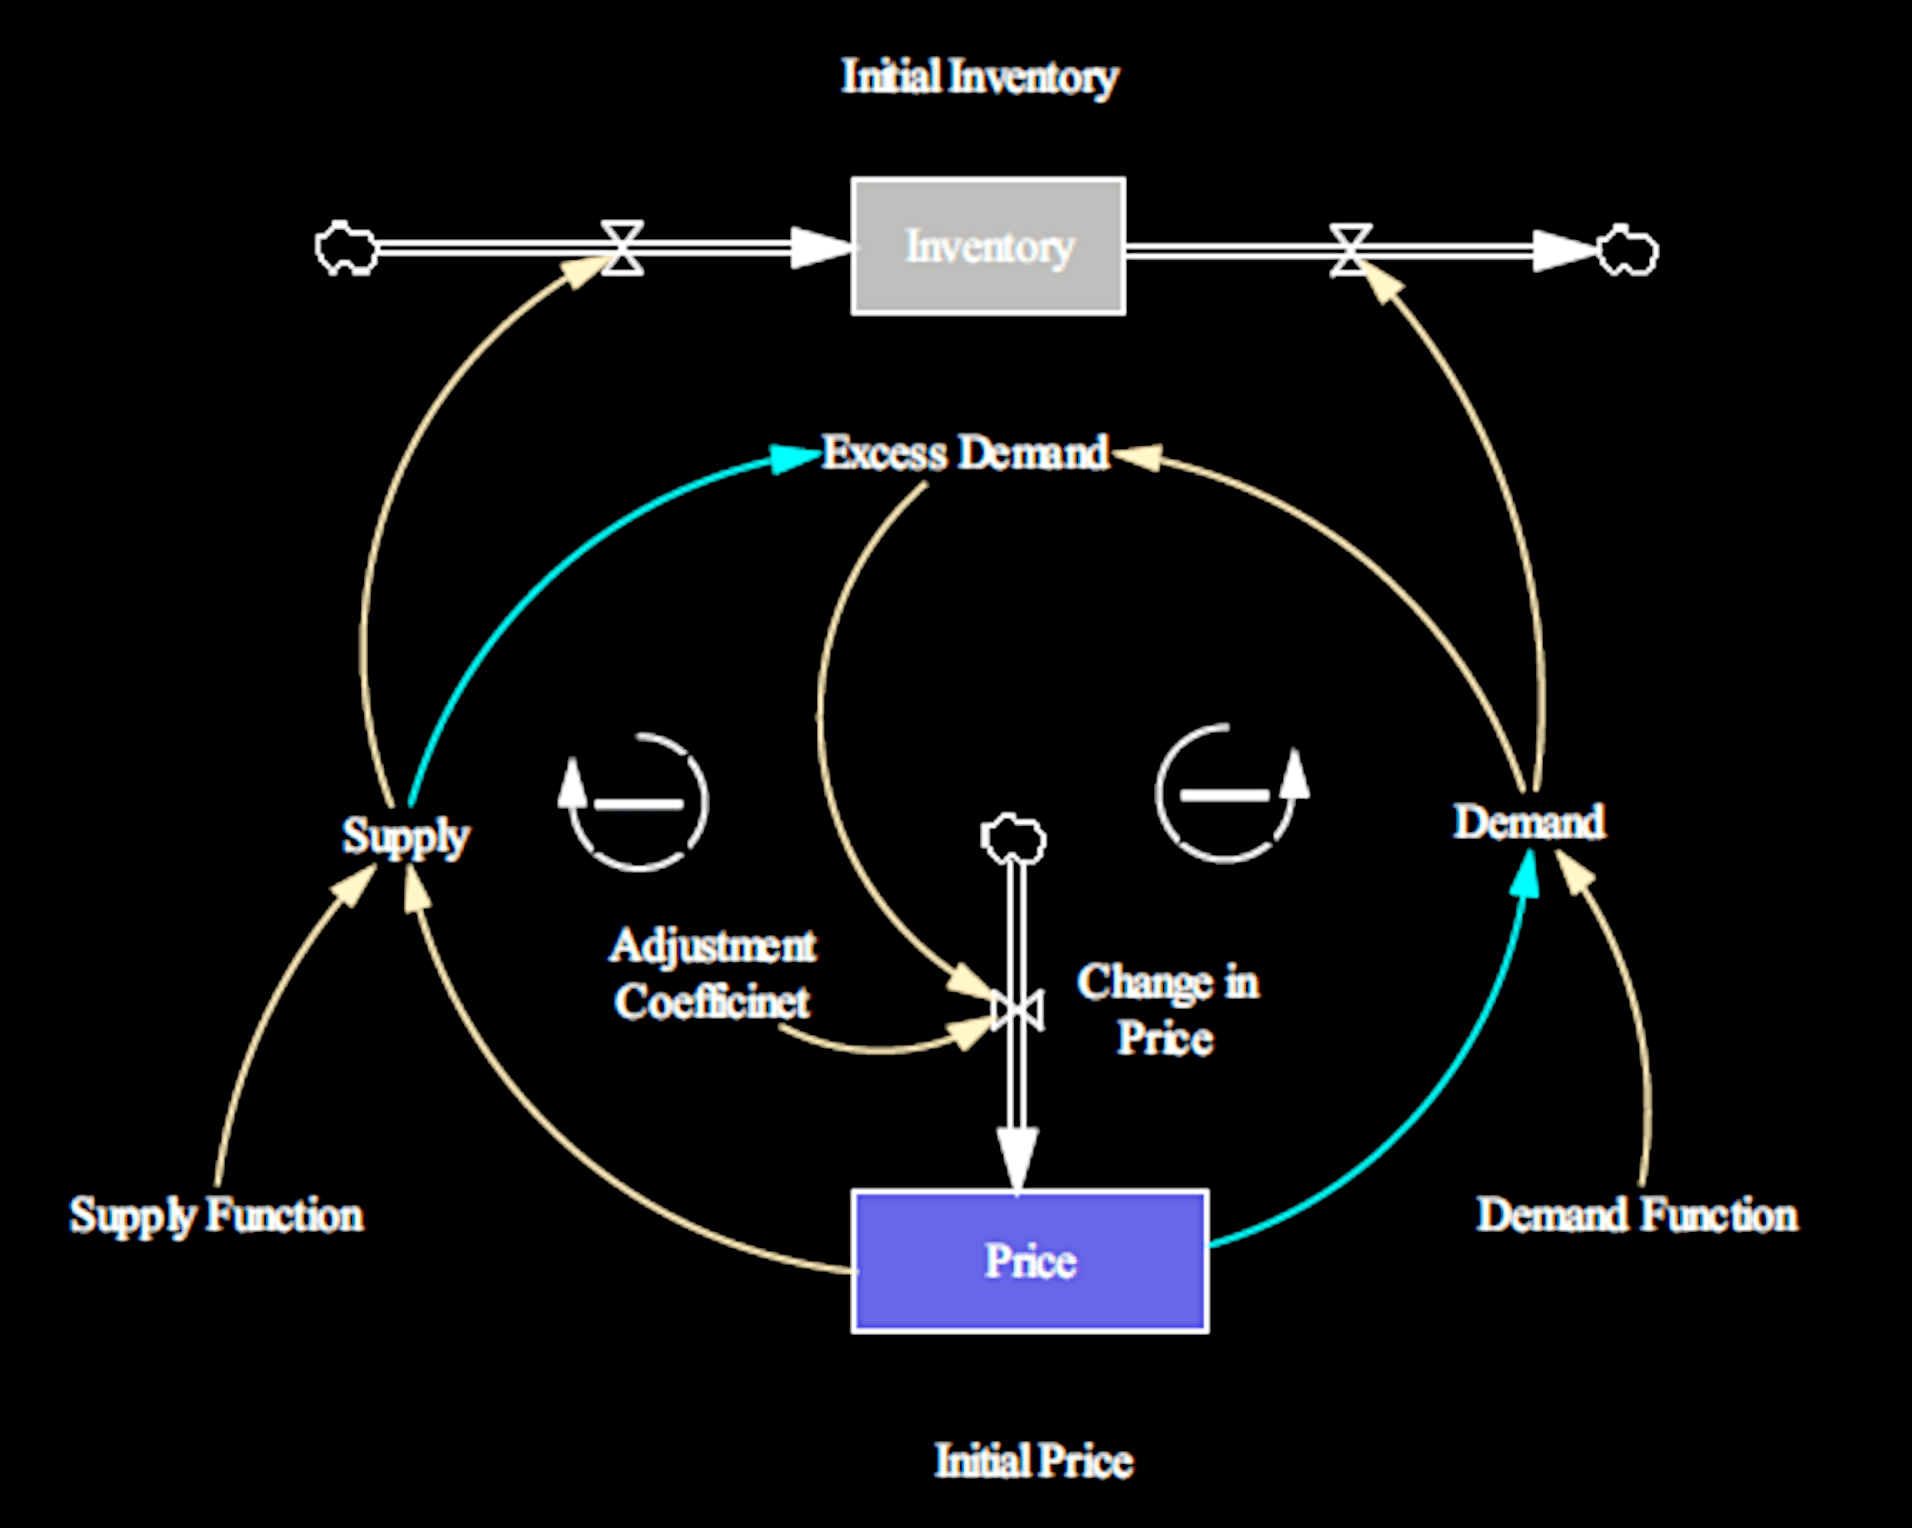 Initial Inventory
Inventory
Excess Demand
Supply
Demand
Adjustment
Coefficinet
Change in
Price
Supply Function
Demand Function
Price
Initial Price